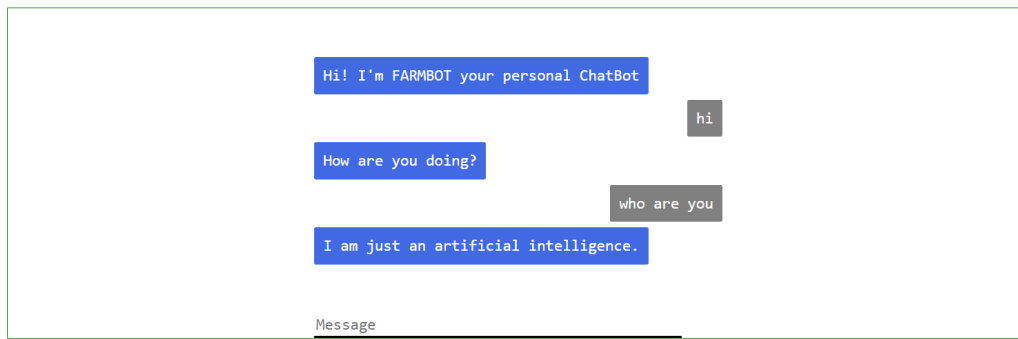 Hi! I'm FARMBOT your personal ChatBot
hi
How are you doing?
who are you
I am just an artificial intelligence.
Message